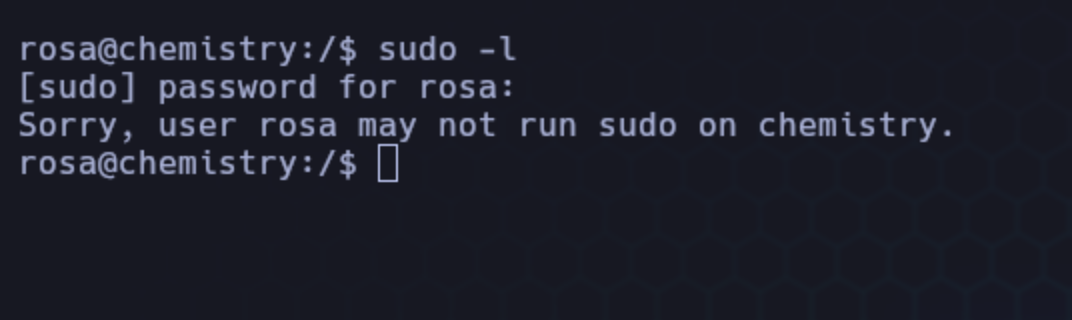 rosa@chemistry:/$ sudo -l
[sudo] password for rosa:
Sorry, user rosa may not run sudo on chemistry.
rosa@chemistry:/$